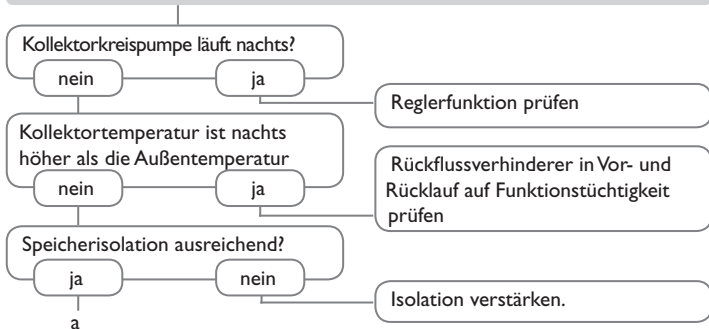 Kollektorkreispumpe läuft nachts?
nein
ja
Reglerfunktion prüfen
Kollektortemperatur ist nachts
höher als die Außentemperatur
nein
ja
Rückflussverhinderer in Vor- und
Rücklauf auf Funktionstüchtigkeit
prüfen
Speicherisolation ausreichend?
ja
nein
Isolation verstärken.
a